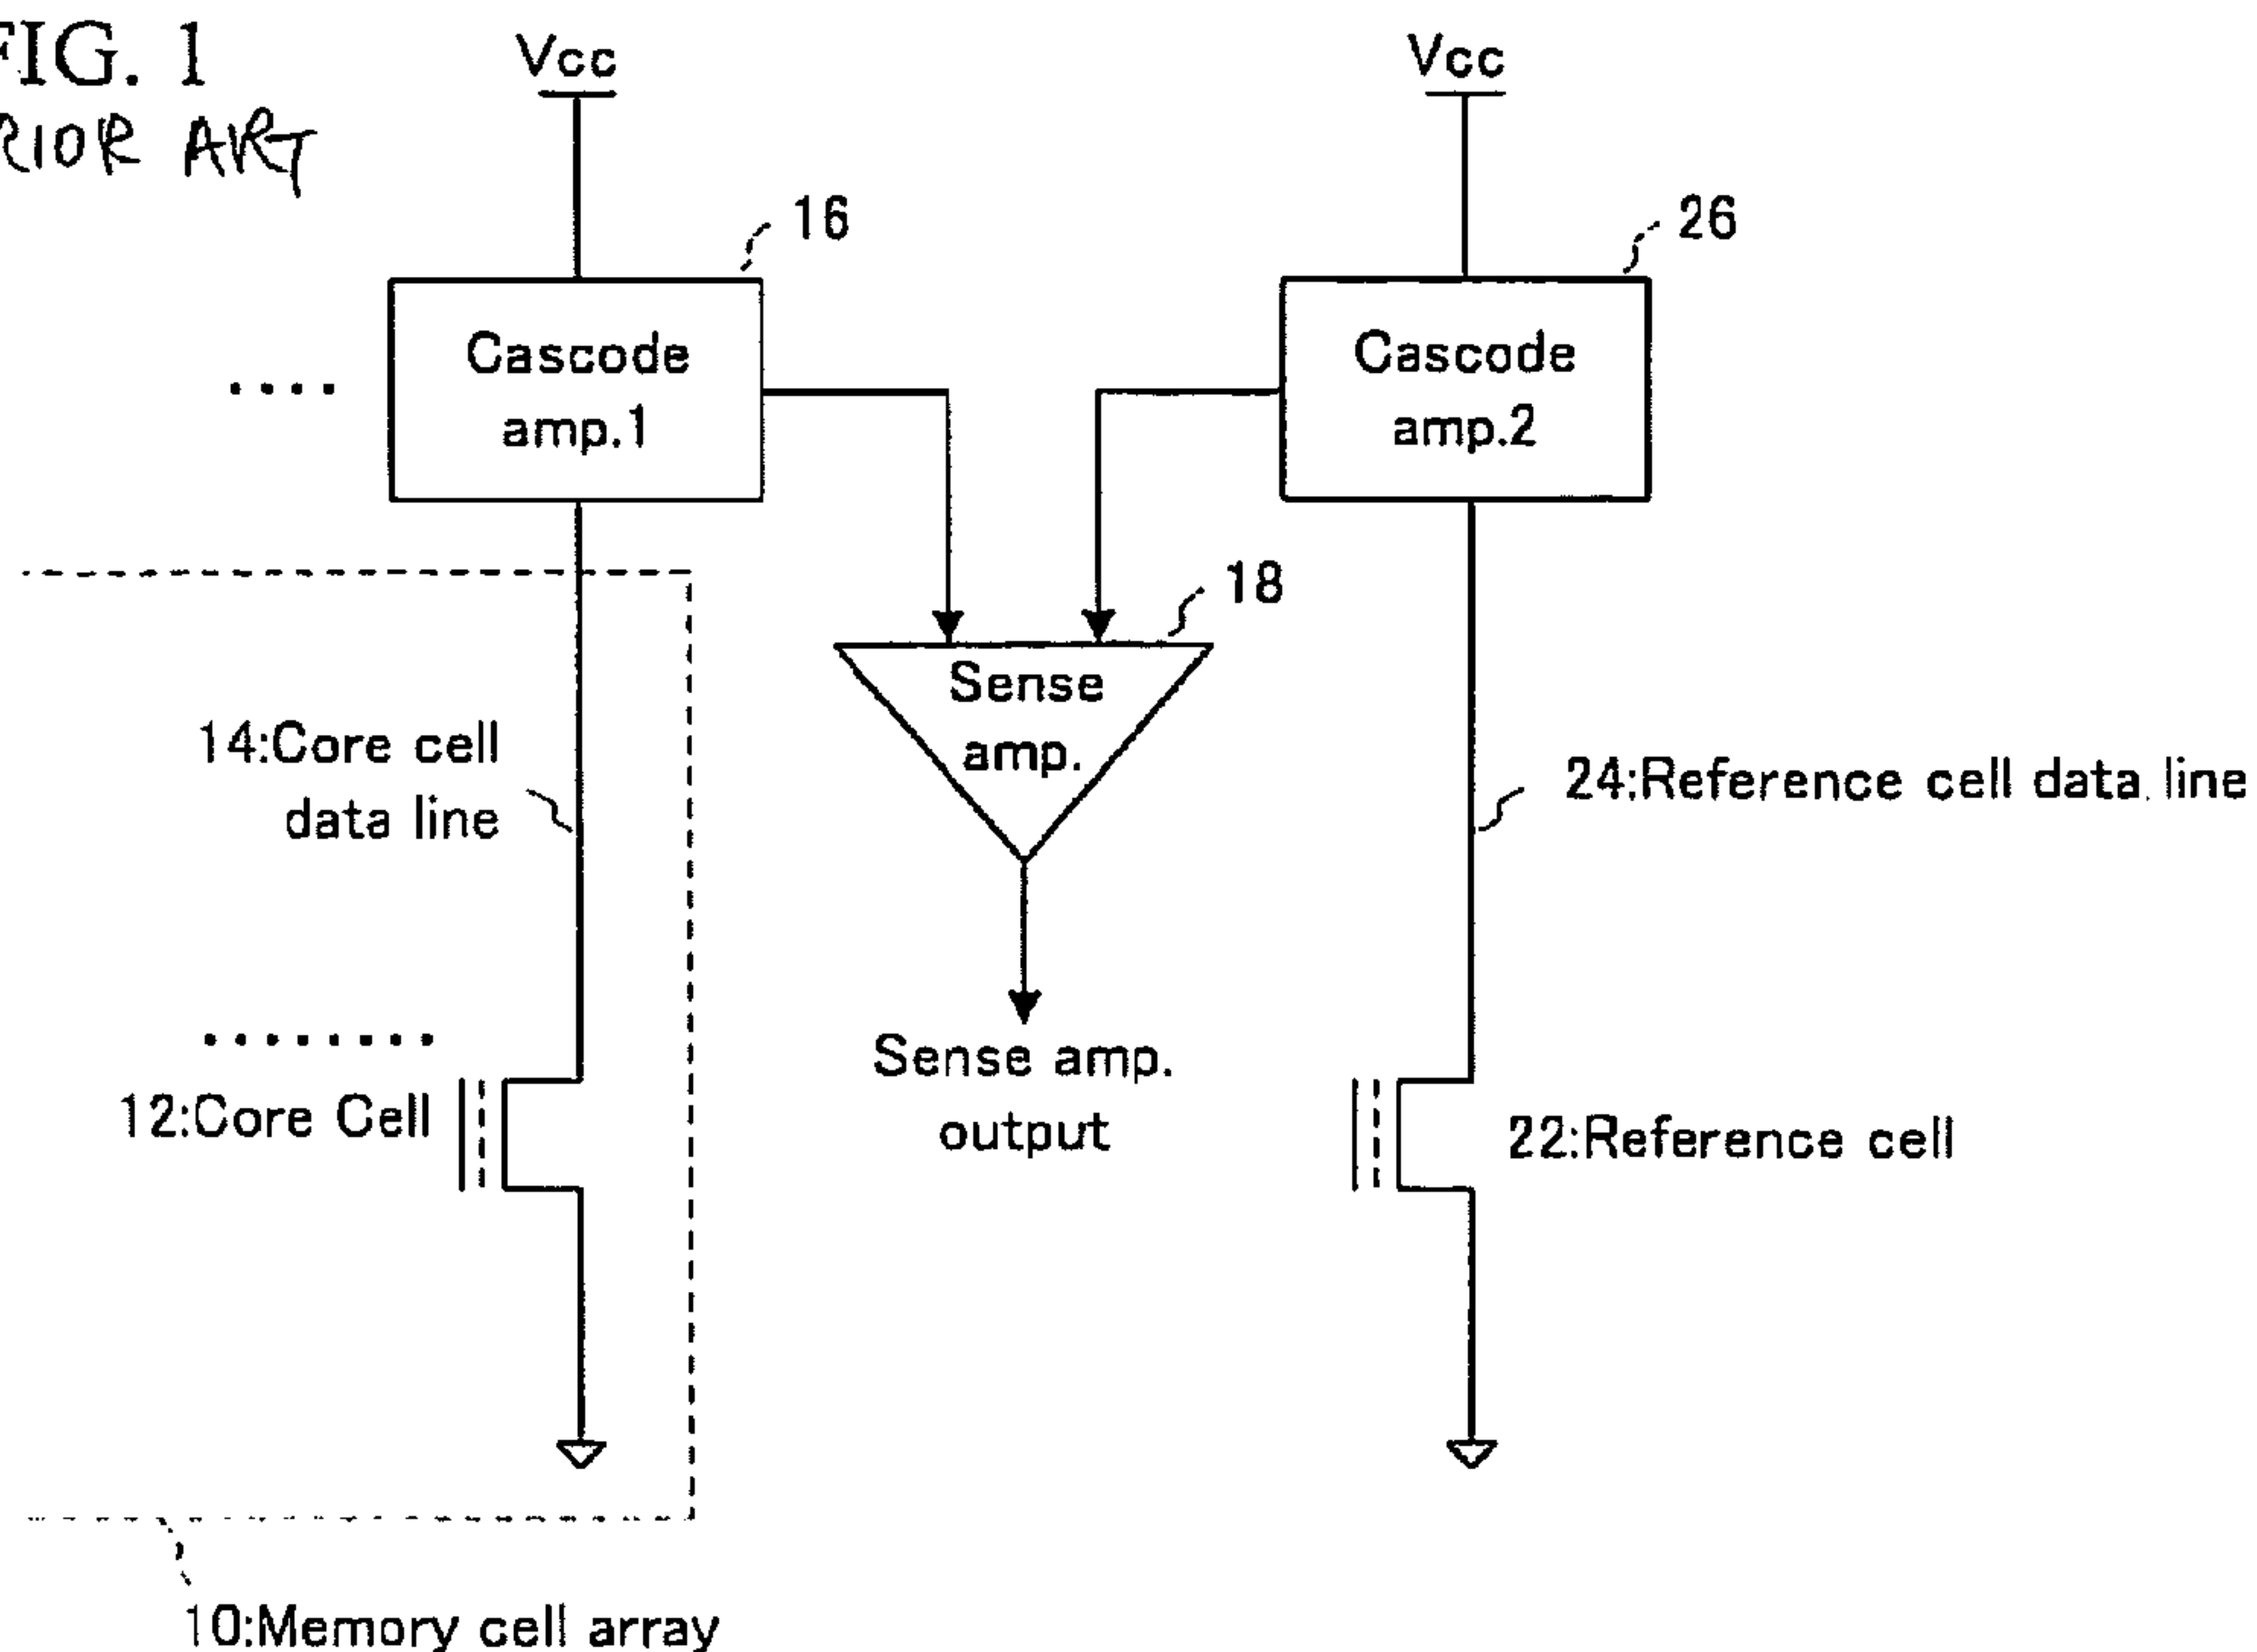 FIG. 1
PRIOR ART
Vcc
Vcc
16
26
Cascode
amp.1
Cascode
amp.2
....
18
Sense
amp.
14:Core cell
data line
24:Reference cell data line
........
Sense amp.
output
12:Core Cell
22:Reference cell
10:Memory cell array